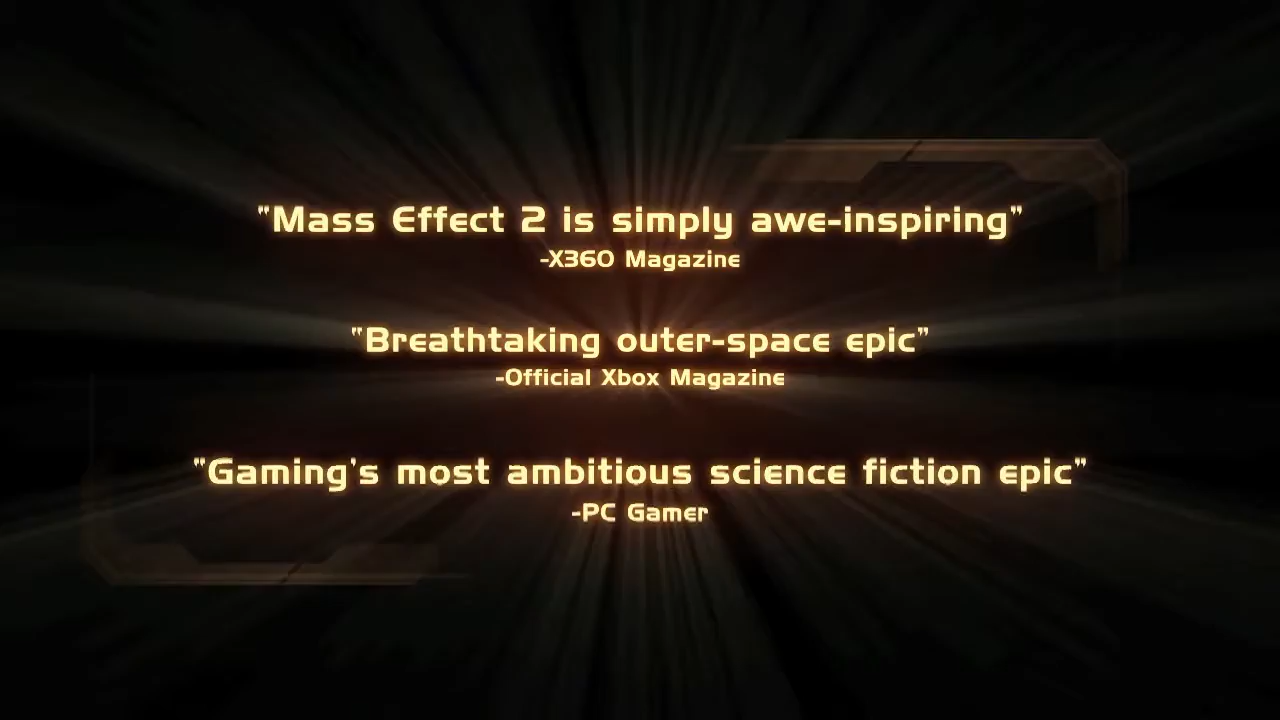 "Mass Effect 2 is simply awe-inspiring"
-X360 Magazine
"Breathtaking outer-space epic"
-Official Xbox Magazine
"Gaming's most ambitious science fiction epic"
-PC Gamer